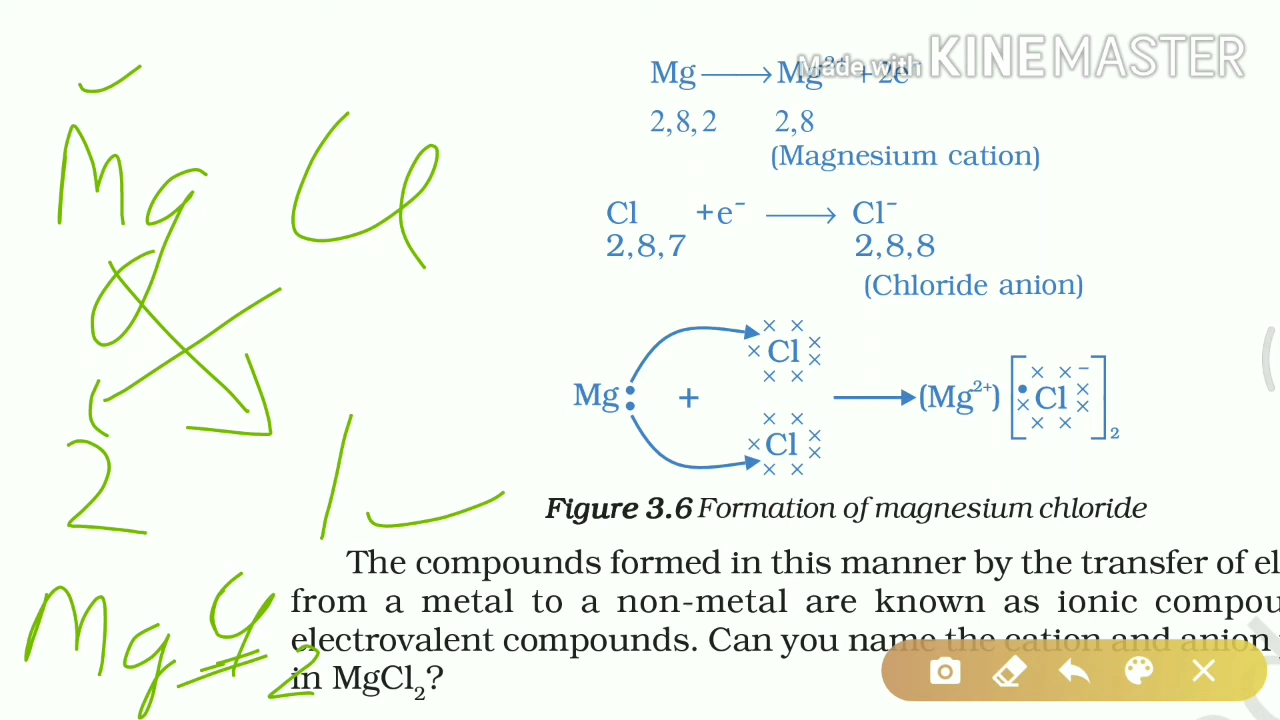 Made with KINEMASTER
Mg ⟶ Mg²⁺ + 2e⁻
2,8,2 2,8
(Magnesium cation)
Cl +e⁻ ⟶ Cl⁻
2,8,7 2,8,8
(Chloride anion)
Mg Cl
2 1
Mg Cl 2
Cl
Mg + ⟶ (Mg²⁺) [Cl]⁻₂
Cl
Figure 3.6 Formation of magnesium chloride
The compounds formed in this manner by the transfer of
from a metal to a non-metal are known as ionic
electrovalent compounds. Can you name the cation and anion
in MgCl₂?